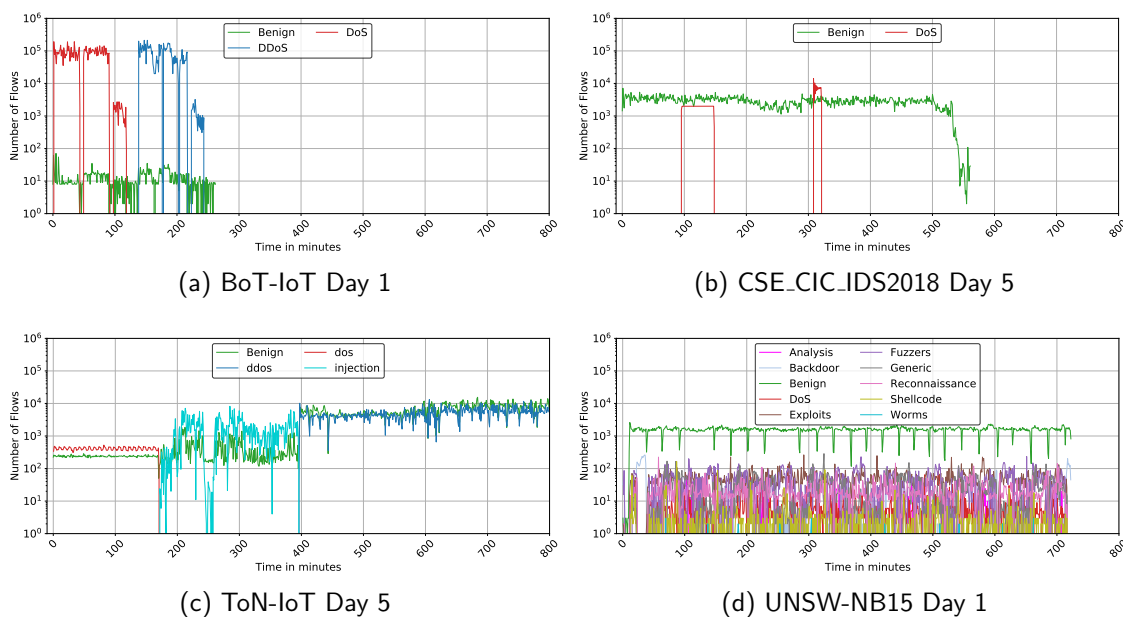 Benign DoS
DDoS
Number of Flows
10^6
10^5
10^4
10^3
10^2
10^1
10^0
0 100 200 300 400 500 600 700 800
Time in minutes
(a) BoT-IoT Day 1
Benign DoS
Number of Flows
10^6
10^5
10^4
10^3
10^2
10^1
10^0
0 100 200 300 400 500 600 700 800
Time in minutes
(b) CSE_CIC_IDS2018 Day 5
Benign dos
ddos injection
Number of Flows
10^6
10^5
10^4
10^3
10^2
10^1
10^0
0 100 200 300 400 500 600 700 800
Time in minutes
(c) ToN-IoT Day 5
Analysis Fuzzers
Backdoor Generic
Benign Reconnaissance
DoS Shellcode
Exploits Worms
Number of Flows
10^6
10^5
10^4
10^3
10^2
10^1
10^0
0 100 200 300 400 500 600 700 800
Time in minutes
(d) UNSW-NB15 Day 1